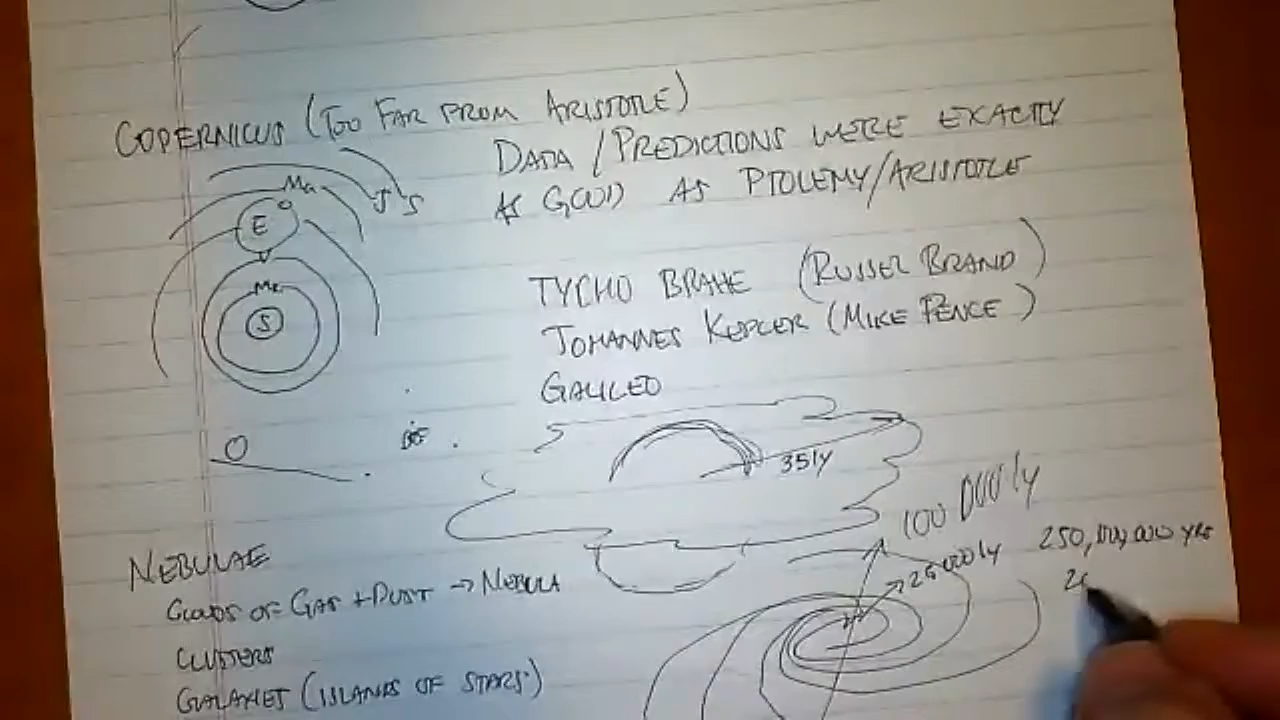 COPERNICUS (TOO FAR FROM ARISTOTLE)
DATA/PREDICTIONS WERE EXACTLY
AS GOOD AS PTOLEMY/ARISTOTLE
Ma
J S
E
V
Me
S
TYCHO BRAHE (RUSSEL BRAND)
JOHANNES KEPLER (MIKE PENCE)
GALILEO
35ly
100 000 ly
25 000 ly
250,000,000 yrs
2
NEBULAE
CLOUDS OF GAS + DUST → NEBULA
CLUSTERS
(ISLANDS OF STARS)